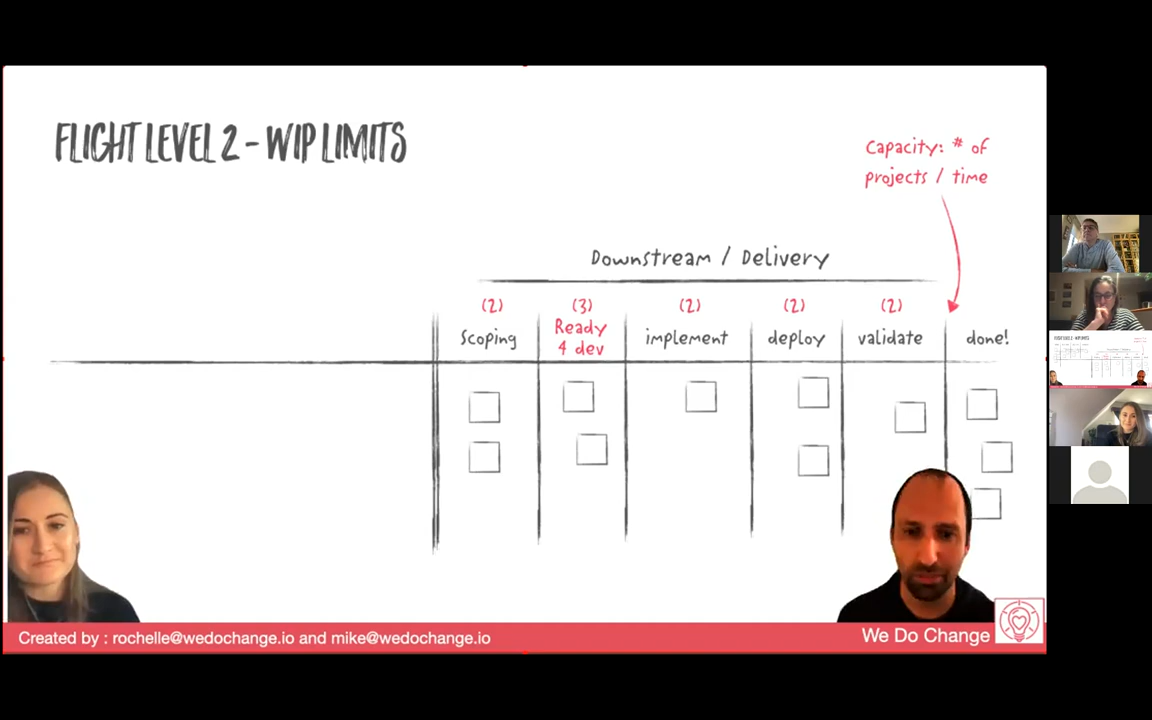 FLIGHT LEVEL 2 - WIP LIMITS
Capacity: # of
projects / time
Downstream / Delivery
(2) (3) (2) (2) (2)
Scoping Ready 4 dev implement deploy validate done!
Created by : rochelle@wedochange.io and mike@wedochange.io
We Do Change